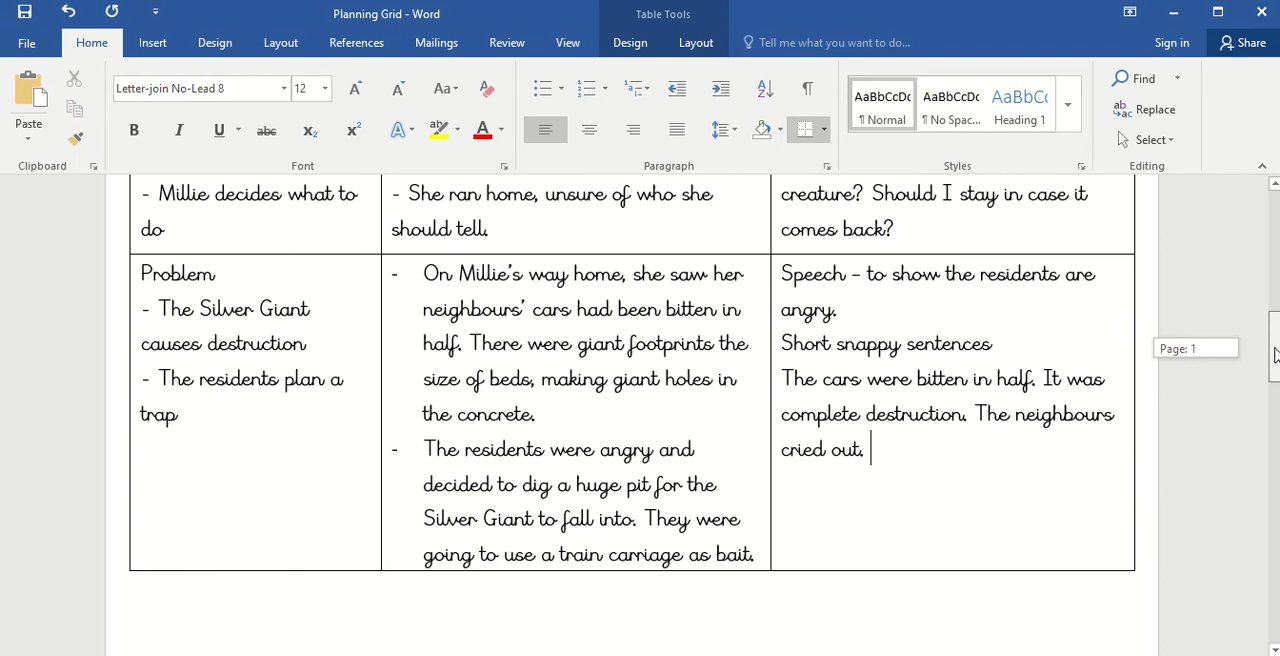 Planning Grid - Word
Table Tools
File
Home
Insert
Design
Layout
References
Mailings
Review
View
Design
Layout
Tell me what you want to do...
Sign in
Share
Paste
Letter-join No-Lead 8
12
Find
Replace
Select
AaBbCcDc
AaBbCcDc
AaBbCc
¶ Normal
¶ No Spac...
Heading 1
Clipboard
Font
Paragraph
Styles
Editing
- Millie decides what to
do
- She ran home, unsure of who she
should tell.
creature? Should I stay in case it
comes back?
Problem
- The Silver Giant
causes destruction
- The residents plan a
trap
- On Millie's way home, she saw her
neighbours' cars had been bitten in
half. There were giant footprints the
size of beds, making giant holes in
the concrete.
- The residents were angry and
decided to dig a huge pit for the
Silver Giant to fall into. They were
going to use a train carriage as bait.
Speech – to show the residents are
angry.
Short snappy sentences
The cars were bitten in half. It was
complete destruction. The neighbours
cried out.
Page: 1